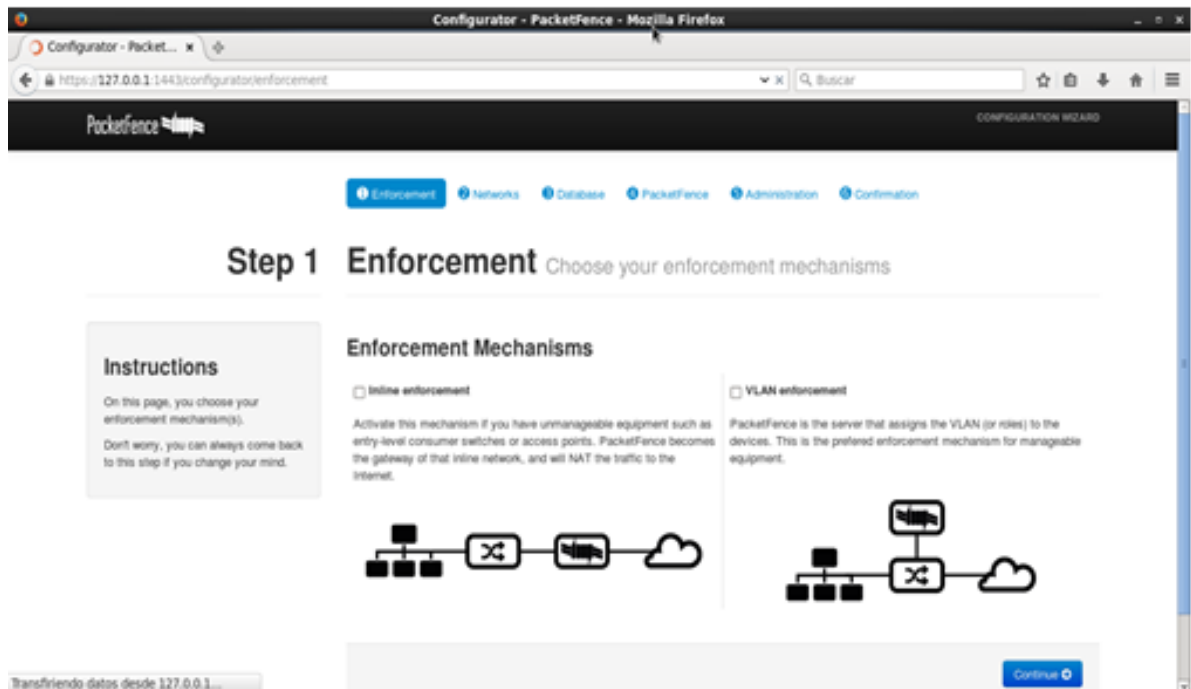 Configurator - PacketFence - Mozilla Firefox
Configurator - Packet...
https://127.0.0.1:1443/configurator/enforcement
Buscar
PacketFence
CONFIGURATION WIZARD
1 Enforcement
2 Networks
3 Database
4 PacketFence
5 Administration
6 Confirmation
Step 1
Enforcement Choose your enforcement mechanisms
Instructions
On this page, you choose your
enforcement mechanism(s).
Don't worry, you can always come back
to this step if you change your mind.
Enforcement Mechanisms
Inline enforcement
Activate this mechanism if you have unmanageable equipment such as
entry-level consumer switches or access points. PacketFence becomes
the gateway of that inline network, and will NAT the traffic to the
Internet.
VLAN enforcement
PacketFence is the server that assigns the VLAN (or roles) to the
devices. This is the prefered enforcement mechanism for manageable
equipment.
Continue
Transfiriendo datos desde 127.0.0.1...